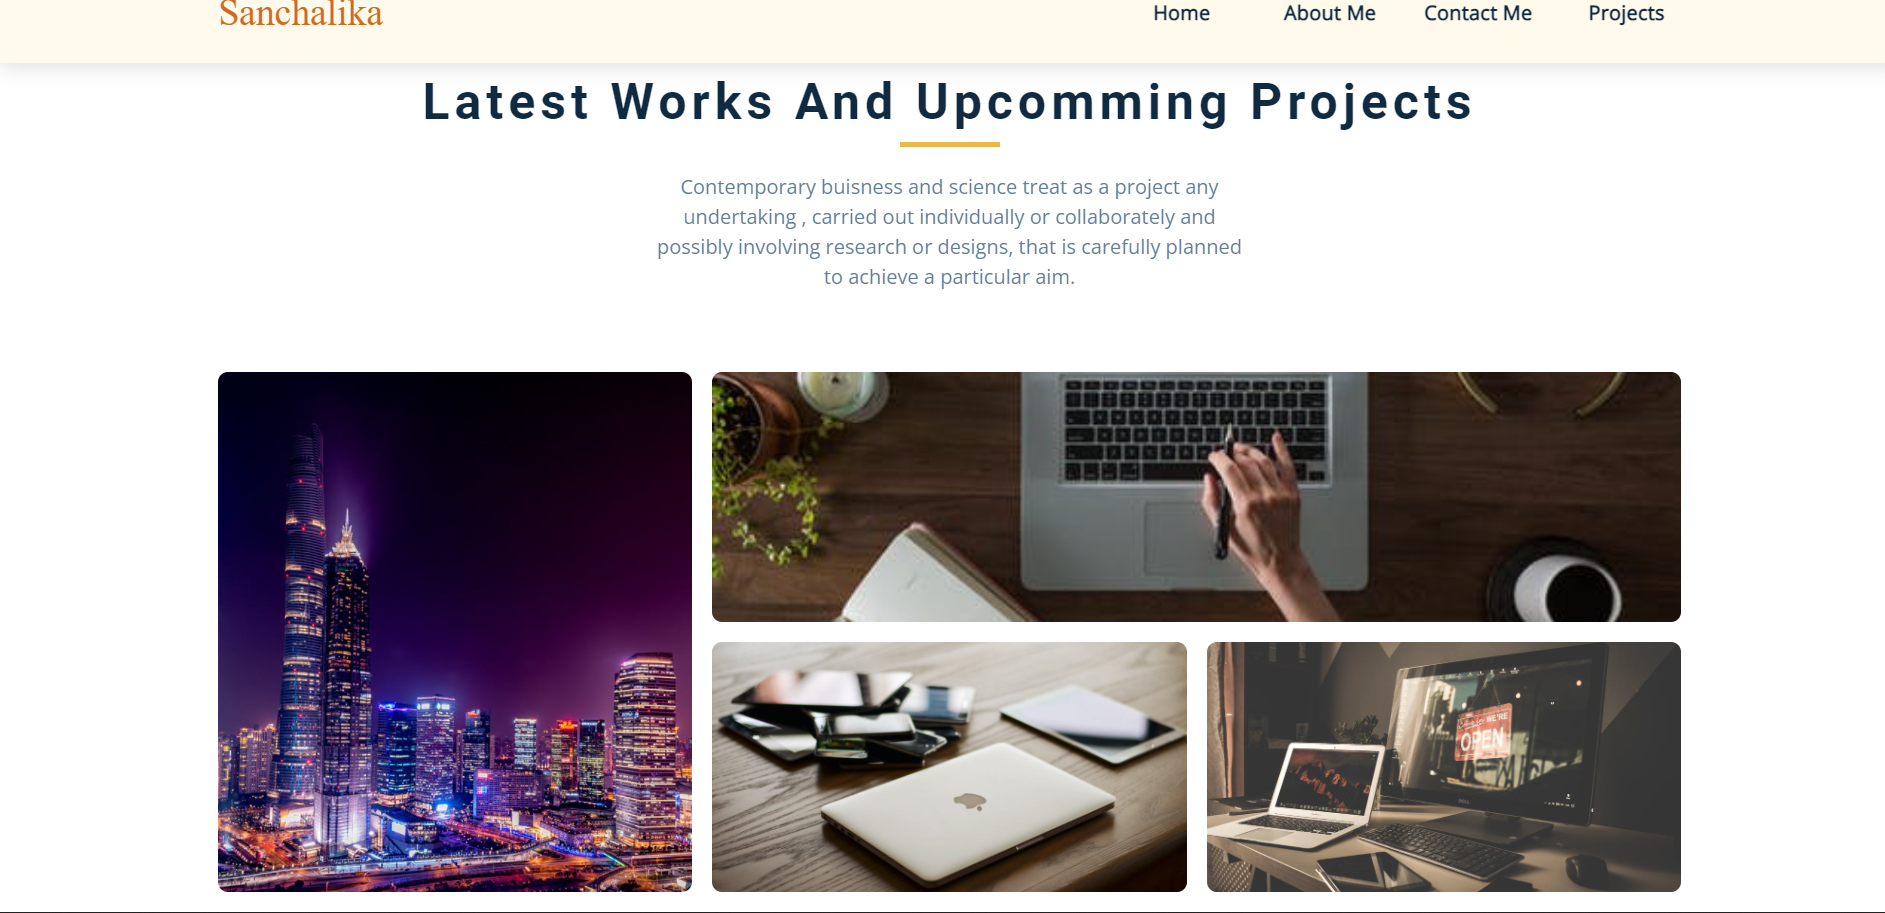 Sanchalika
Home About Me Contact Me Projects
Latest Works And Upcomming Projects
Contemporary buisness and science treat as a project any
undertaking , carried out individually or collaborately and
possibly involving research or designs, that is carefully planned
to achieve a particular aim.
WE'RE
OPEN
DELL